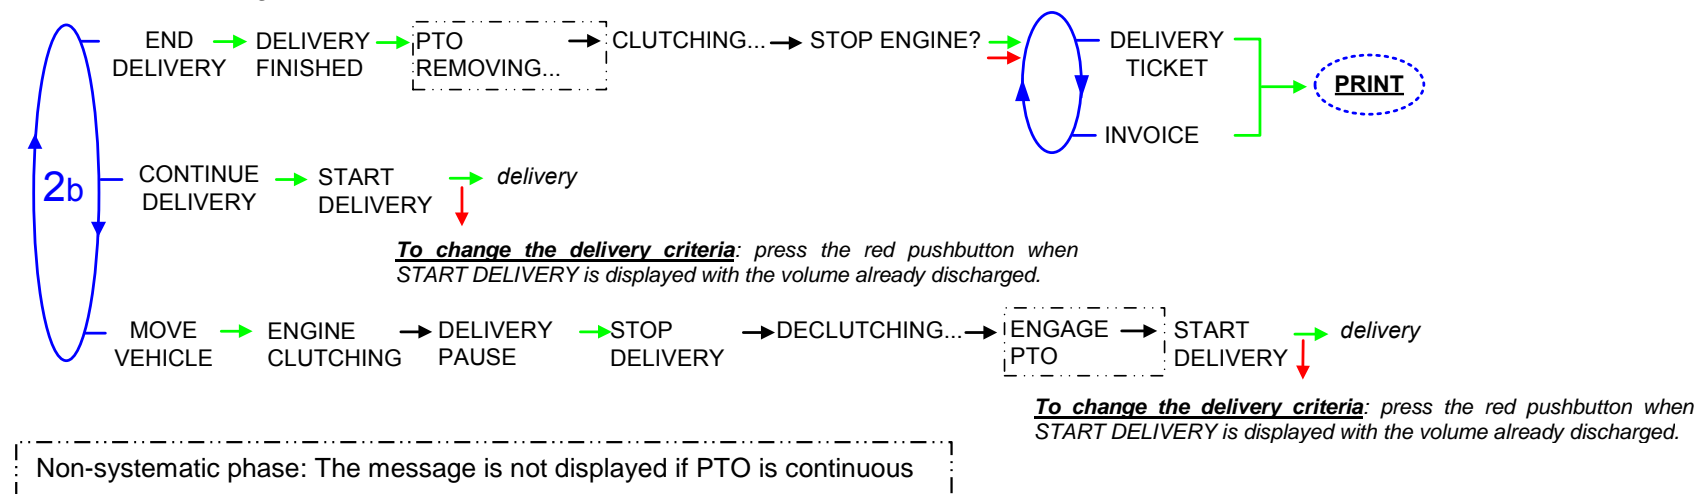 END DELIVERY
DELIVERY FINISHED
PTO REMOVING...
CLUTCHING...
STOP ENGINE?
DELIVERY TICKET
INVOICE
PRINT
2b
CONTINUE DELIVERY
START DELIVERY
delivery
To change the delivery criteria: press the red pushbutton when
START DELIVERY is displayed with the volume already discharged.
MOVE VEHICLE
ENGINE CLUTCHING
DELIVERY PAUSE
STOP DELIVERY
DECLUTCHING...
ENGAGE PTO
START DELIVERY
delivery
To change the delivery criteria: press the red pushbutton when
START DELIVERY is displayed with the volume already discharged.
Non-systematic phase: The message is not displayed if PTO is continuous